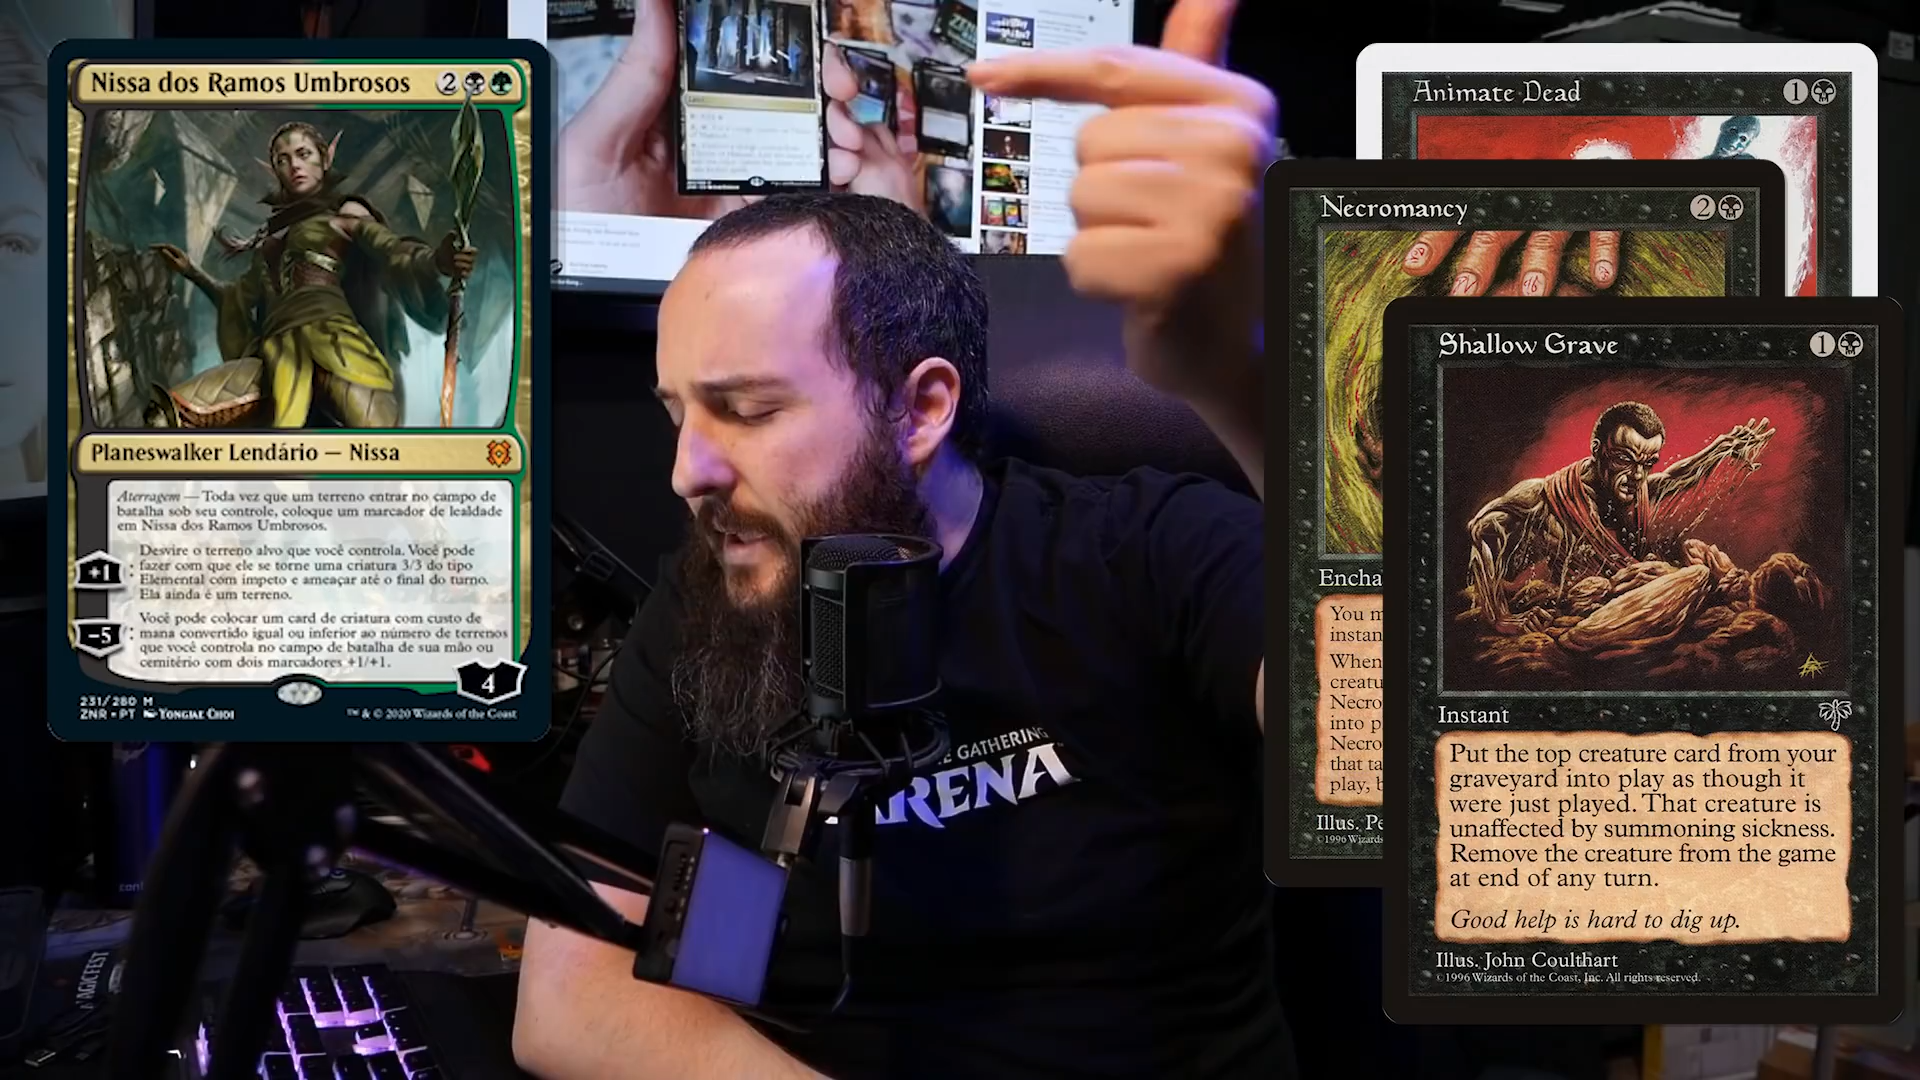 Nissa dos Ramos Umbrosos 2
Planeswalker Lendário — Nissa
Aterragem — Toda vez que um terreno entrar no campo de
batalha sob seu controle, coloque um marcador de lealdade
em Nissa dos Ramos Umbrosos.
+1 : Desvire o terreno alvo que você controla. Você pode
fazer com que ele se torne uma criatura 3/3 do tipo
Elemental com ímpeto e ameaçar até o final do turno.
Ela ainda é um terreno.
−5 : Você pode colocar um card de criatura com custo de
mana convertido igual ou inferior ao número de terrenos
que você controla no campo de batalha de sua mão ou
cemitério com dois marcadores +1/+1.
4
231/280 M
ZNR • PT Yongjae Choi
™ & © 2020 Wizards of the Coast
GATHERING
ARENA
MAGICFEST
Animate Dead 1
Necromancy 2
Encha
You m
instan
When
creatu
Necro
into p
Necro
that ta
play, b
Illus. Pe
©1996 Wizards
Shallow Grave 1
Instant
Put the top creature card from your
graveyard into play as though it
were just played. That creature is
unaffected by summoning sickness.
Remove the creature from the game
at end of any turn.
Good help is hard to dig up.
Illus. John Coulthart
©1996 Wizards of the Coast, Inc. All rights reserved.